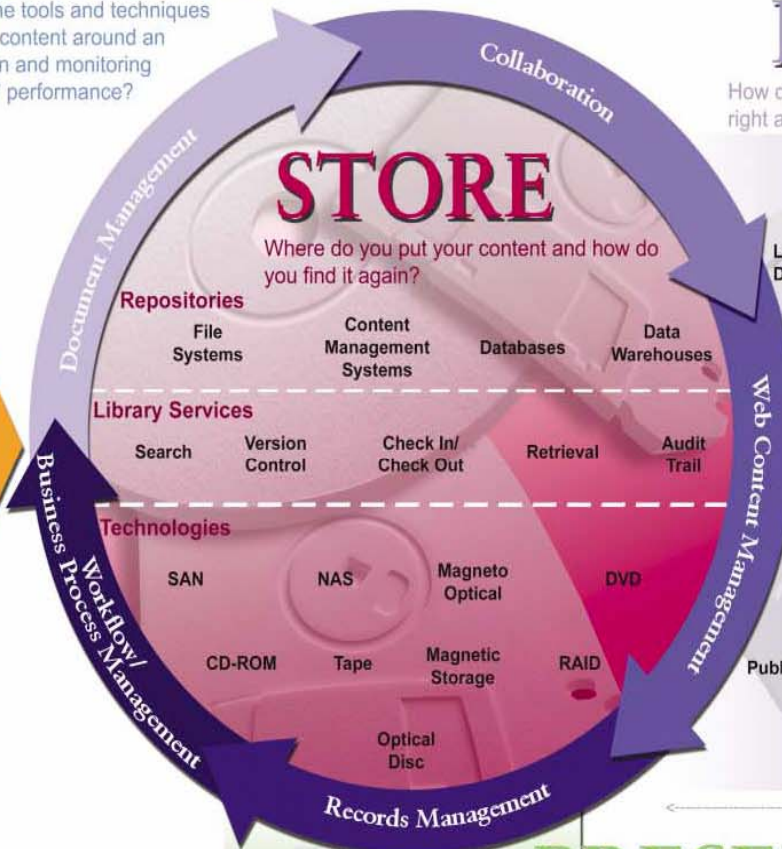 he tools and techniques
content around an
n and monitoring
performance?
How
right a
Collaboration
Document Management
STORE
Where do you put your content and how do
you find it again?
Repositories
File
Systems
Content
Management
Systems
Databases
Data
Warehouses
Library Services
Search
Version
Control
Check In/
Check Out
Retrieval
Audit
Trail
Technologies
SAN
NAS
Magneto
Optical
DVD
CD-ROM
Tape
Magnetic
Storage
RAID
Optical
Disc
Web Content Management
Workflow/
Business Process Management
Records Management
Publ